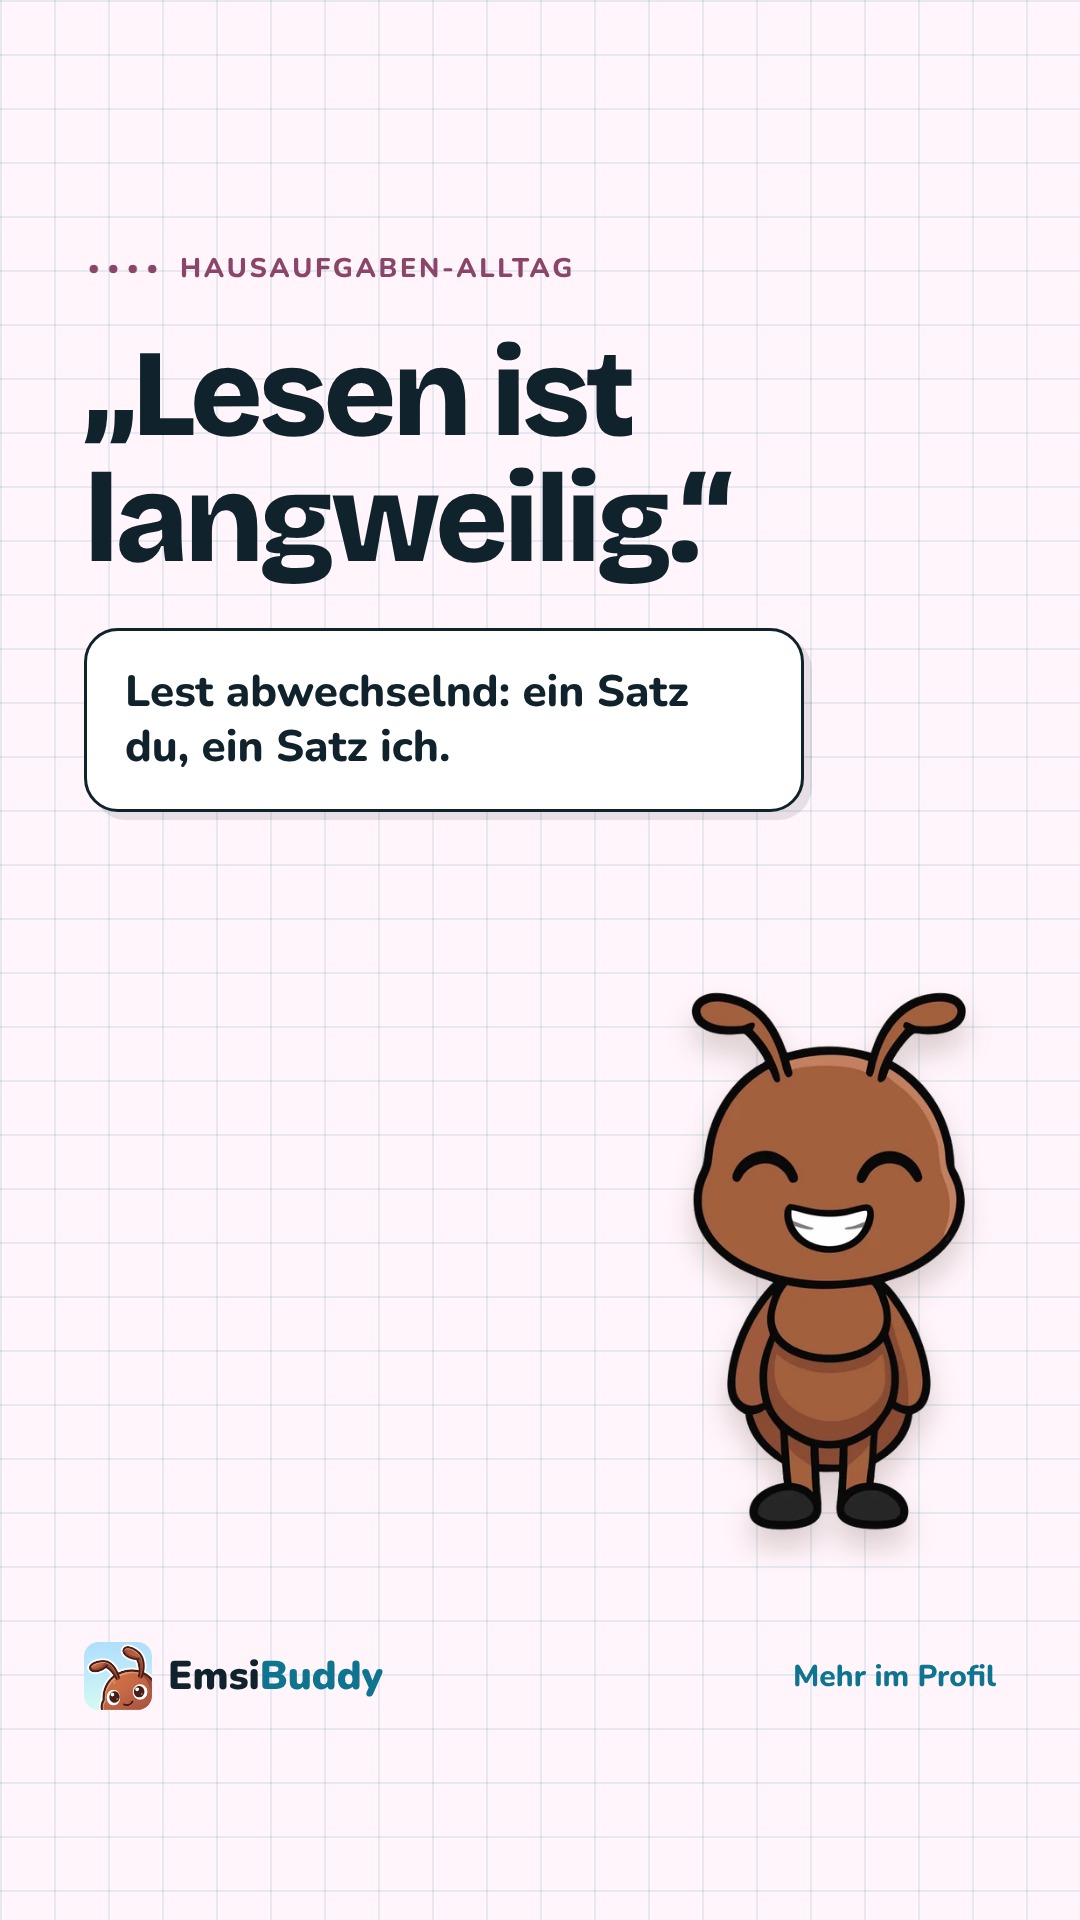 HAUSAUFGABEN-ALLTAG
„Lesen ist
langweilig.“
Lest abwechselnd: ein Satz
du, ein Satz ich.
EmsiBuddy
Mehr im Profil